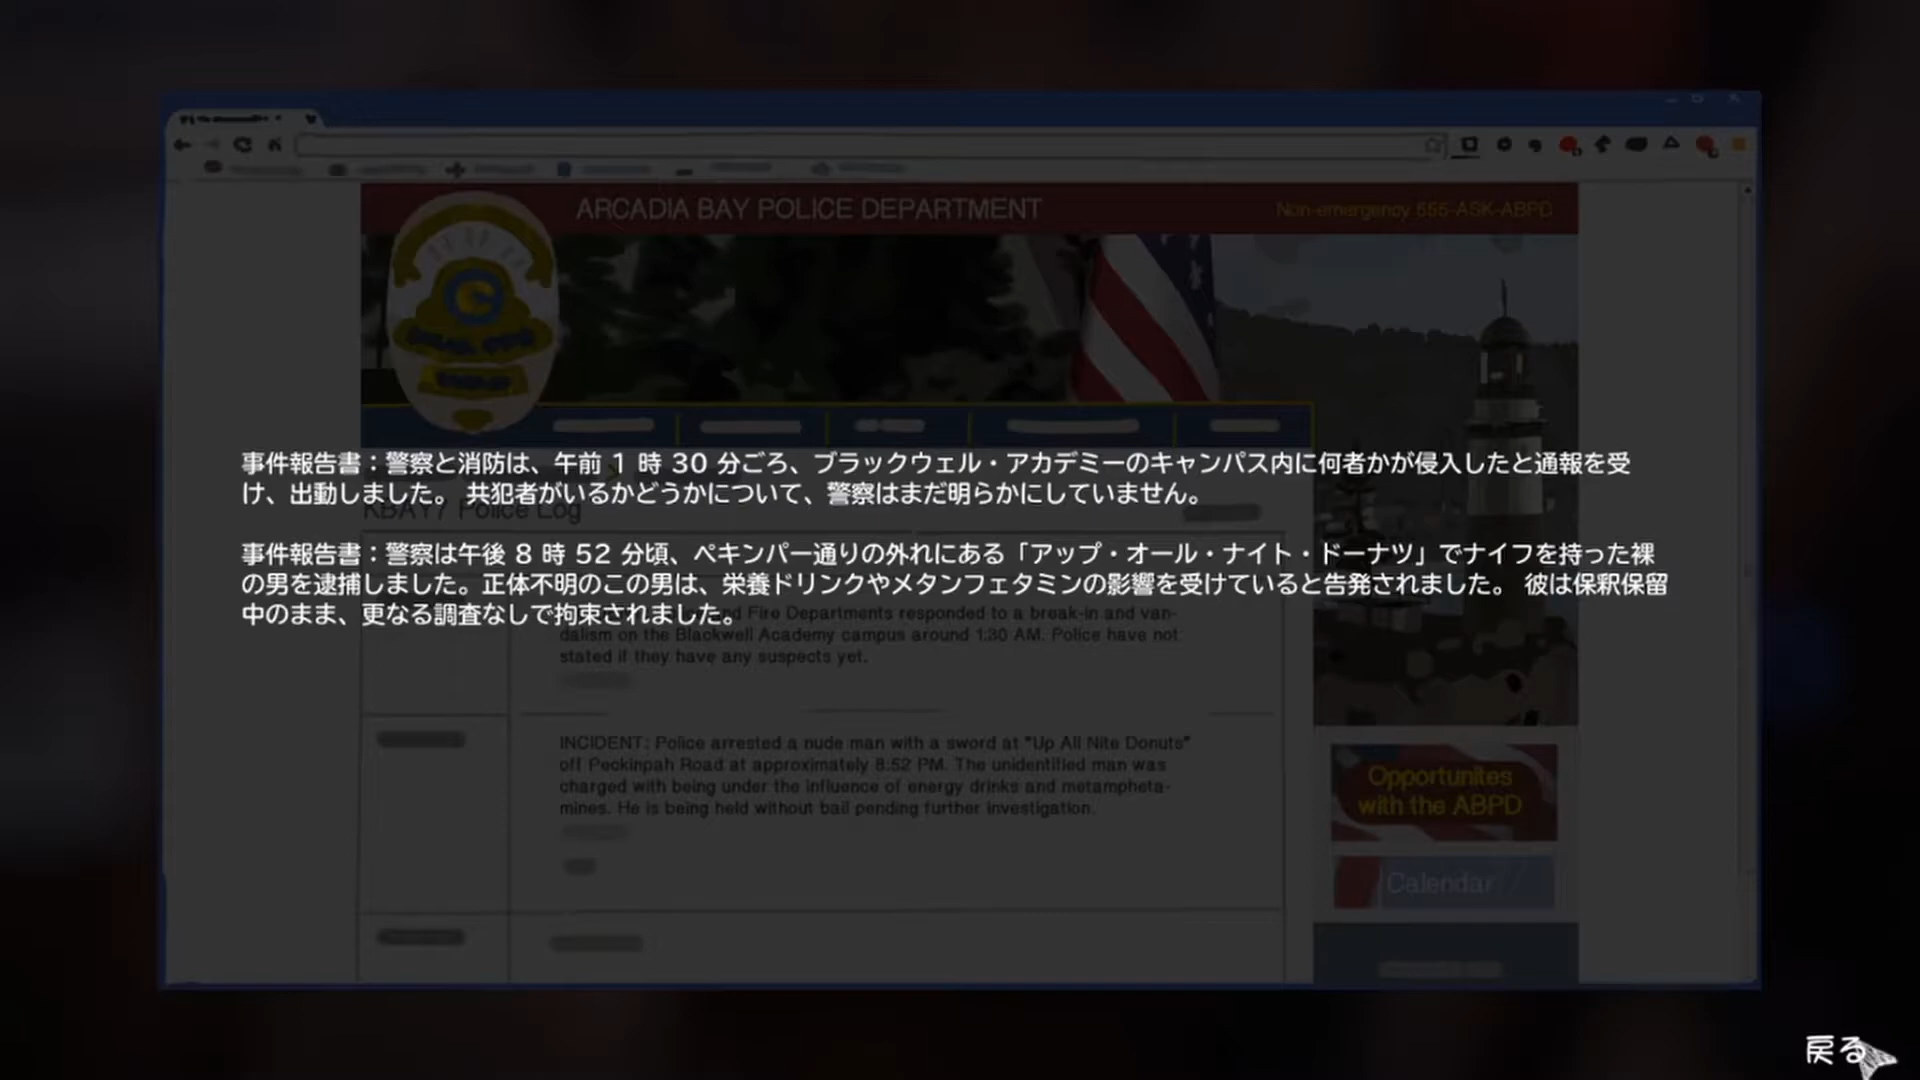 ARCADIA BAY POLICE DEPARTMENT
Non-emergency 555-ASK-ABPD
事件報告書：警察と消防は、午前 1 時 30 分ごろ、ブラックウェル・アカデミーのキャンパス内に何者かが侵入したと通報を受
け、出動しました。 共犯者がいるかどうかについて、警察はまだ明らかにしていません。
KBAY7 Police Log
事件報告書：警察は午後 8 時 52 分頃、ペキンパー通りの外れにある「アップ・オール・ナイト・ドーナツ」でナイフを持った裸
の男を逮捕しました。正体不明のこの男は、栄養ドリンクやメタンフェタミンの影響を受けていると告発されました。 彼は保釈保留
中のまま、更なる調査なしで拘束されました。
nd Fire Departments responded to a break-in and van-
dalism on the Blackwell Academy campus around 1:30 AM. Police have not
stated if they have any suspects yet.
INCIDENT: Police arrested a nude man with a sword at "Up All Nite Donuts"
off Peckinpah Road at approximately 8.52 PM. The unidentified man was
charged with being under the influence of energy drinks and metampheta-
mines. He is being held without bail pending further investigation.
Opportunites
with the ABPD
Calendar
戻る